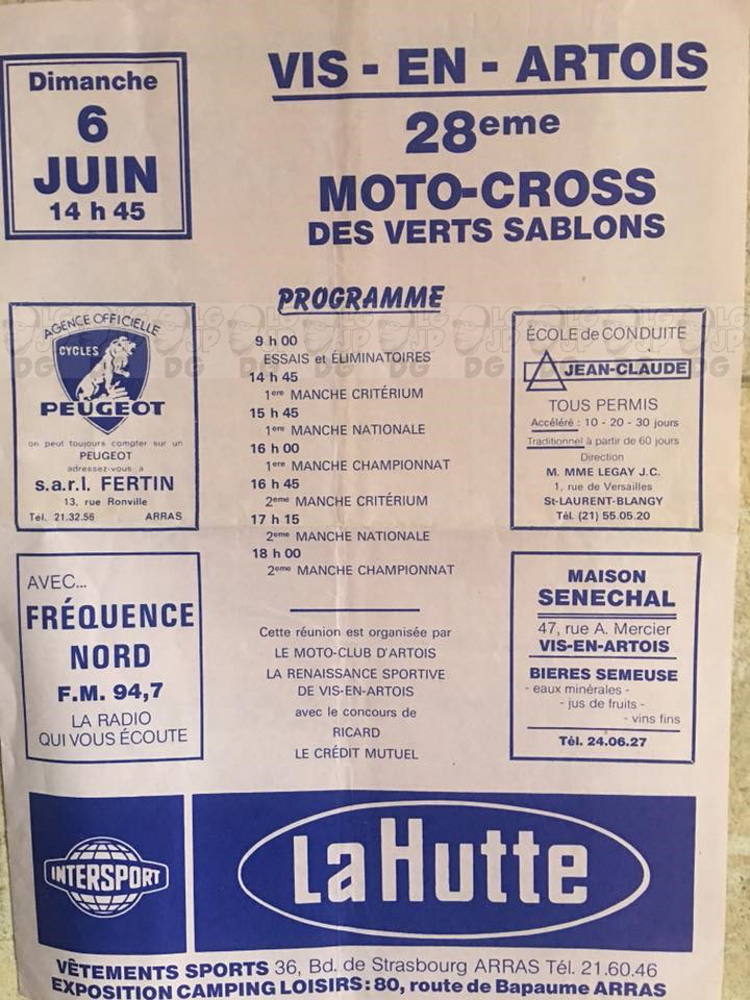 Dimanche
6
JUIN
14 h 45
VIS - EN - ARTOIS
28eme
MOTO-CROSS
DES VERTS SABLONS
PROGRAMME
9 h 00
ESSAIS et ÉLIMINATOIRES
14 h 45
1ere MANCHE CRITÉRIUM
15 h 45
1ere MANCHE NATIONALE
16 h 00
1ere MANCHE CHAMPIONNAT
16 h 45
2eme MANCHE CRITÉRIUM
17 h 15
2eme MANCHE NATIONALE
18 h 00
2eme MANCHE CHAMPIONNAT
Cette réunion est organisée par
LE MOTO-CLUB D'ARTOIS
LA RENAISSANCE SPORTIVE
DE VIS-EN-ARTOIS
avec le concours de
RICARD
LE CRÉDIT MUTUEL
AGENCE OFFICIELLE
CYCLES
PEUGEOT
on peut toujours compter sur un
PEUGEOT
adressez-vous à
s.a.r.l. FERTIN
13, rue Ronville
Tél. 21.32.56 ARRAS
AVEC...
FRÉQUENCE
NORD
F.M. 94,7
LA RADIO
QUI VOUS ÉCOUTE
ÉCOLE de CONDUITE
JEAN-CLAUDE
TOUS PERMIS
Accéléré : 10 - 20 - 30 jours
Traditionnel à partir de 60 jours
Direction
M. MME LEGAY J.C.
1, rue de Versailles
St-LAURENT-BLANGY
Tél. (21) 55.05.20
MAISON
SENECHAL
47, rue A. Mercier
VIS-EN-ARTOIS
BIERES SEMEUSE
- eaux minérales -
- jus de fruits -
- vins fins
Tél. 24.06.27
INTERSPORT
LaHutte
VÊTEMENTS SPORTS 36, Bd. de Strasbourg ARRAS Tél. 21.60.46
EXPOSITION CAMPING LOISIRS : 80, route de Bapaume ARRAS